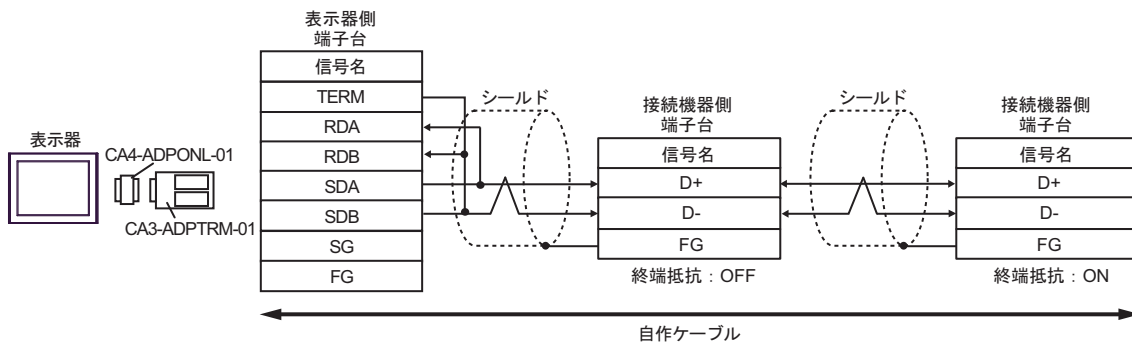 表示器
CA4-ADPONL-01
CA3-ADPTRM-01
表示器側
端子台
信号名
TERM
RDA
RDB
SDA
SDB
SG
FG
シールド
接続機器側
端子台
信号名
D+
D-
FG
終端抵抗：OFF
シールド
接続機器側
端子台
信号名
D+
D-
FG
終端抵抗：ON
自作ケーブル